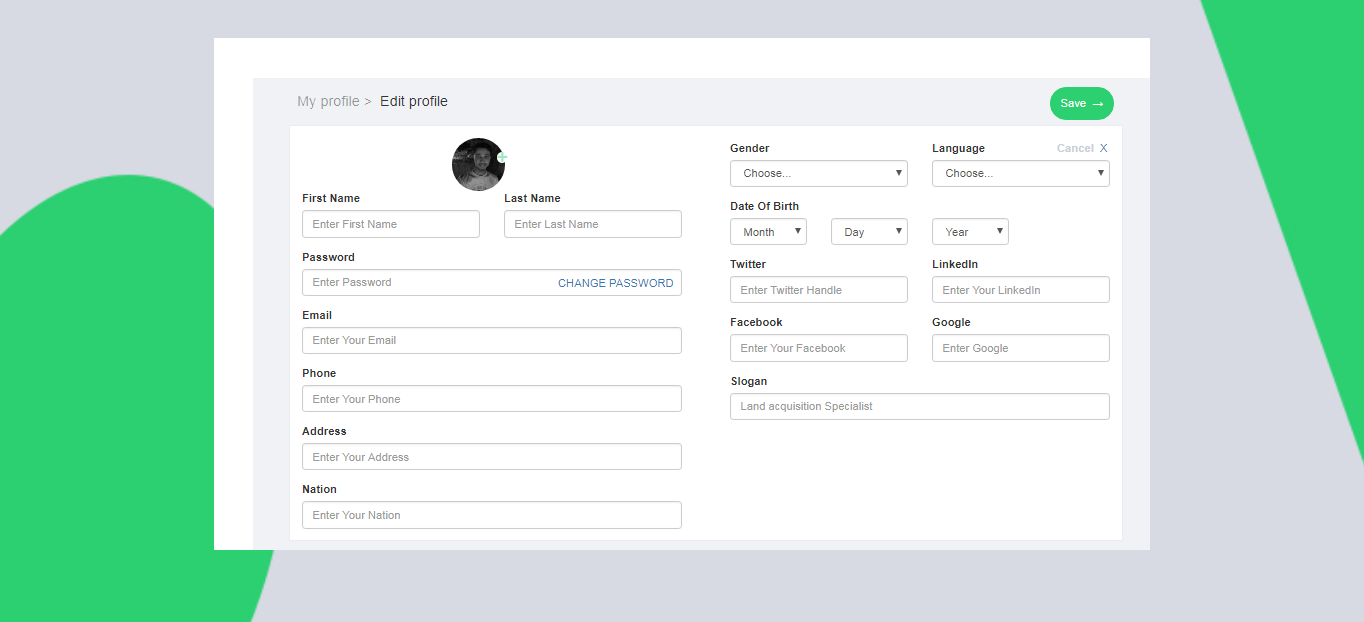 My profile > Edit profile
Save →
First Name
Last Name
Enter First Name
Enter Last Name
Password
Enter Password
CHANGE PASSWORD
Email
Enter Your Email
Phone
Enter Your Phone
Address
Enter Your Address
Nation
Enter Your Nation
Gender
Language
Cancel X
Choose...
Choose...
Date Of Birth
Month
Day
Year
Twitter
LinkedIn
Enter Twitter Handle
Enter Your LinkedIn
Facebook
Google
Enter Your Facebook
Enter Google
Slogan
Land acquisition Specialist